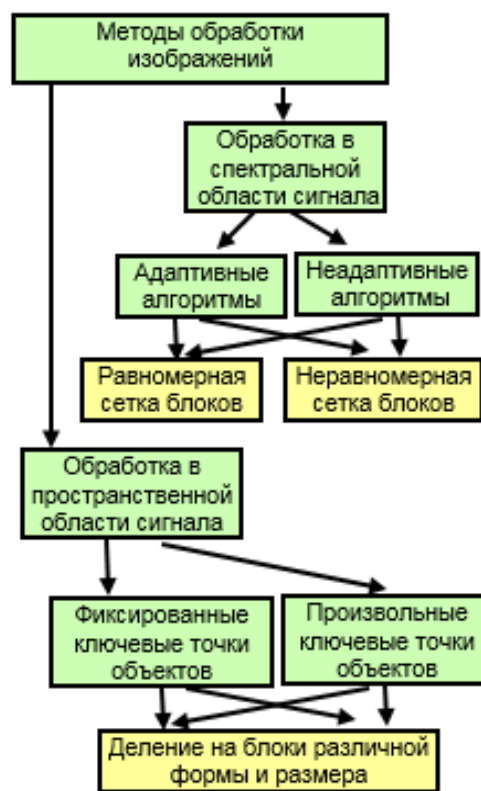 Методы обработки
изображений
Обработка в
спектральной
области сигнала
Адаптивные
алгоритмы
Неадаптивные
алгоритмы
Равномерная
сетка блоков
Неравномерная
сетка блоков
Обработка в
пространственной
области сигнала
Фиксированные
ключевые точки
объектов
Произвольные
ключевые точки
объектов
Деление на блоки различной
формы и размера